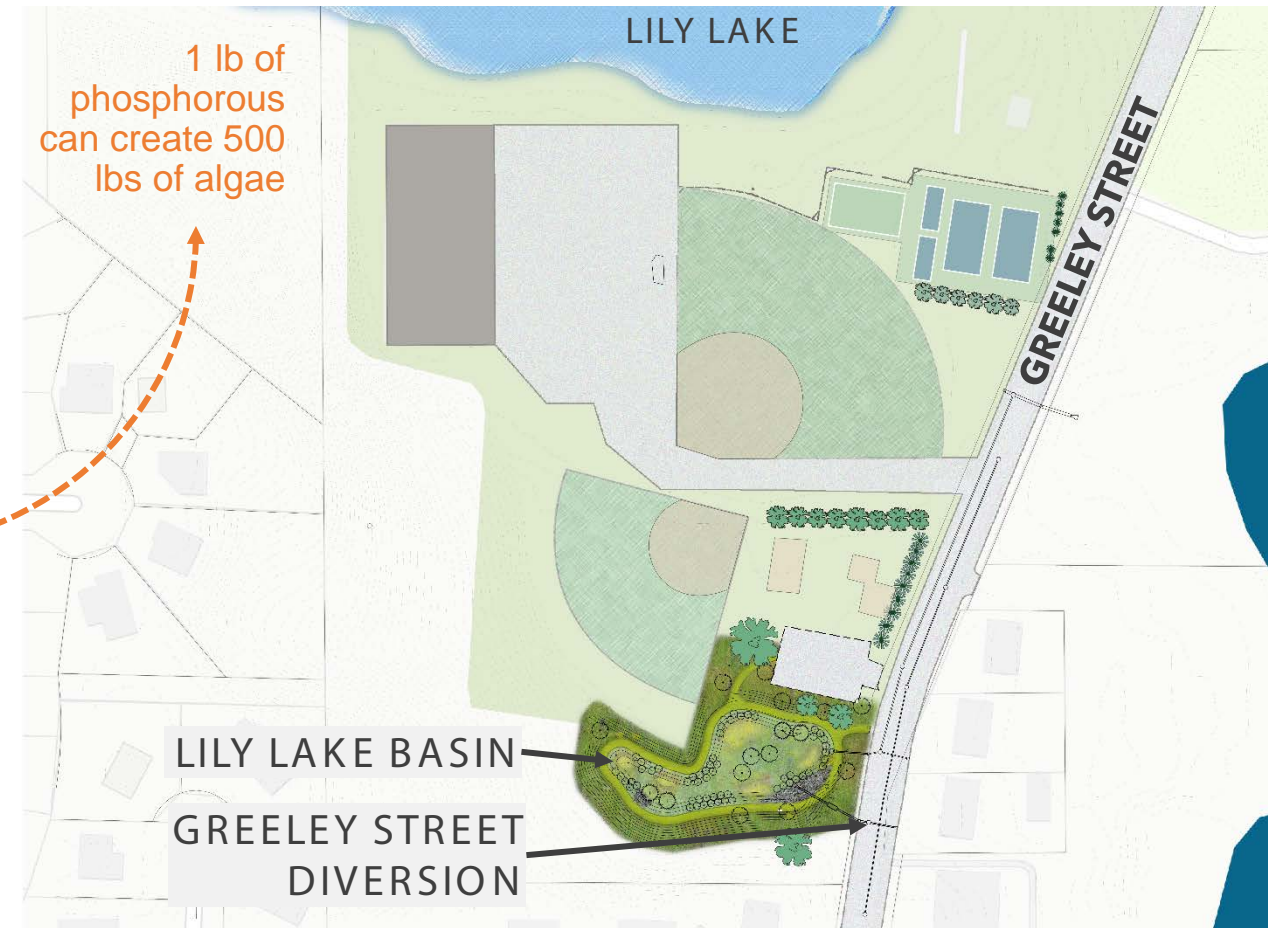 LILY LAKE
1 lb of
phosphorous
can create 500
lbs of algae
GREELEY STREET
LILY LAKE BASIN
GREELEY STREET
DIVERSION